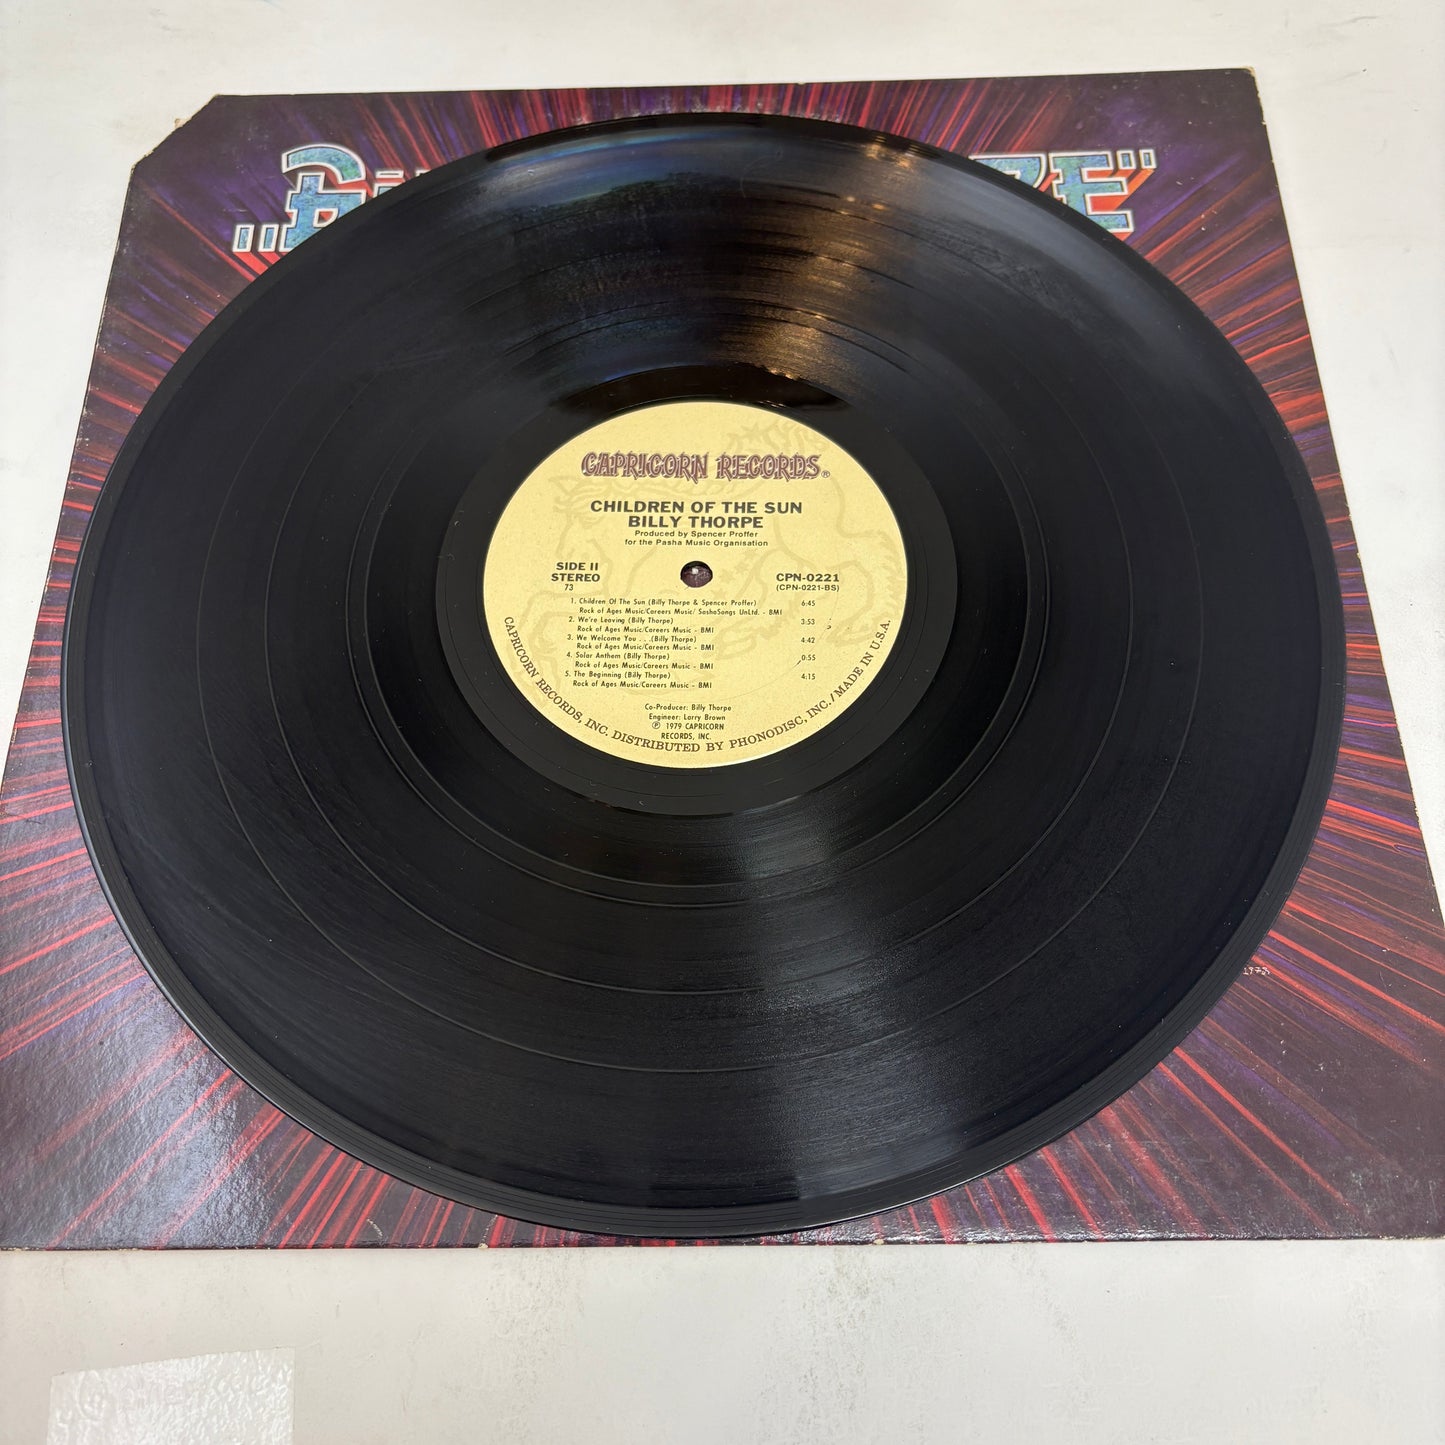 CAPRICORN RECORDS®
CHILDREN OF THE SUN
BILLY THORPE
Produced by Spencer Proffer
for the Pasha Music Organisation
SIDE II
STEREO
73
CPN-0221
(CPN-0221-BS)
1. Children Of The Sun (Billy Thorpe & Spencer Proffer) 6:45
Rock of Ages Music/Careers Music/ SashaSongs UnLtd. - BMI
2. We're Leaving (Billy Thorpe) 3:53
Rock of Ages Music/Careers Music - BMI
3. We Welcome You . . .(Billy Thorpe) 4:42
Rock of Ages Music/Careers Music - BMI
4. Solar Anthem (Billy Thorpe) 0:55
Rock of Ages Music/Careers Music - BMI
5. The Beginning (Billy Thorpe) 4:15
Rock of Ages Music/Careers Music - BMI
Co-Producer: Billy Thorpe
Engineer: Larry Brown
℗ 1979 CAPRICORN
RECORDS, INC.
CAPRICORN RECORDS, INC. DISTRIBUTED BY PHONODISC, INC./MADE IN U.S.A.